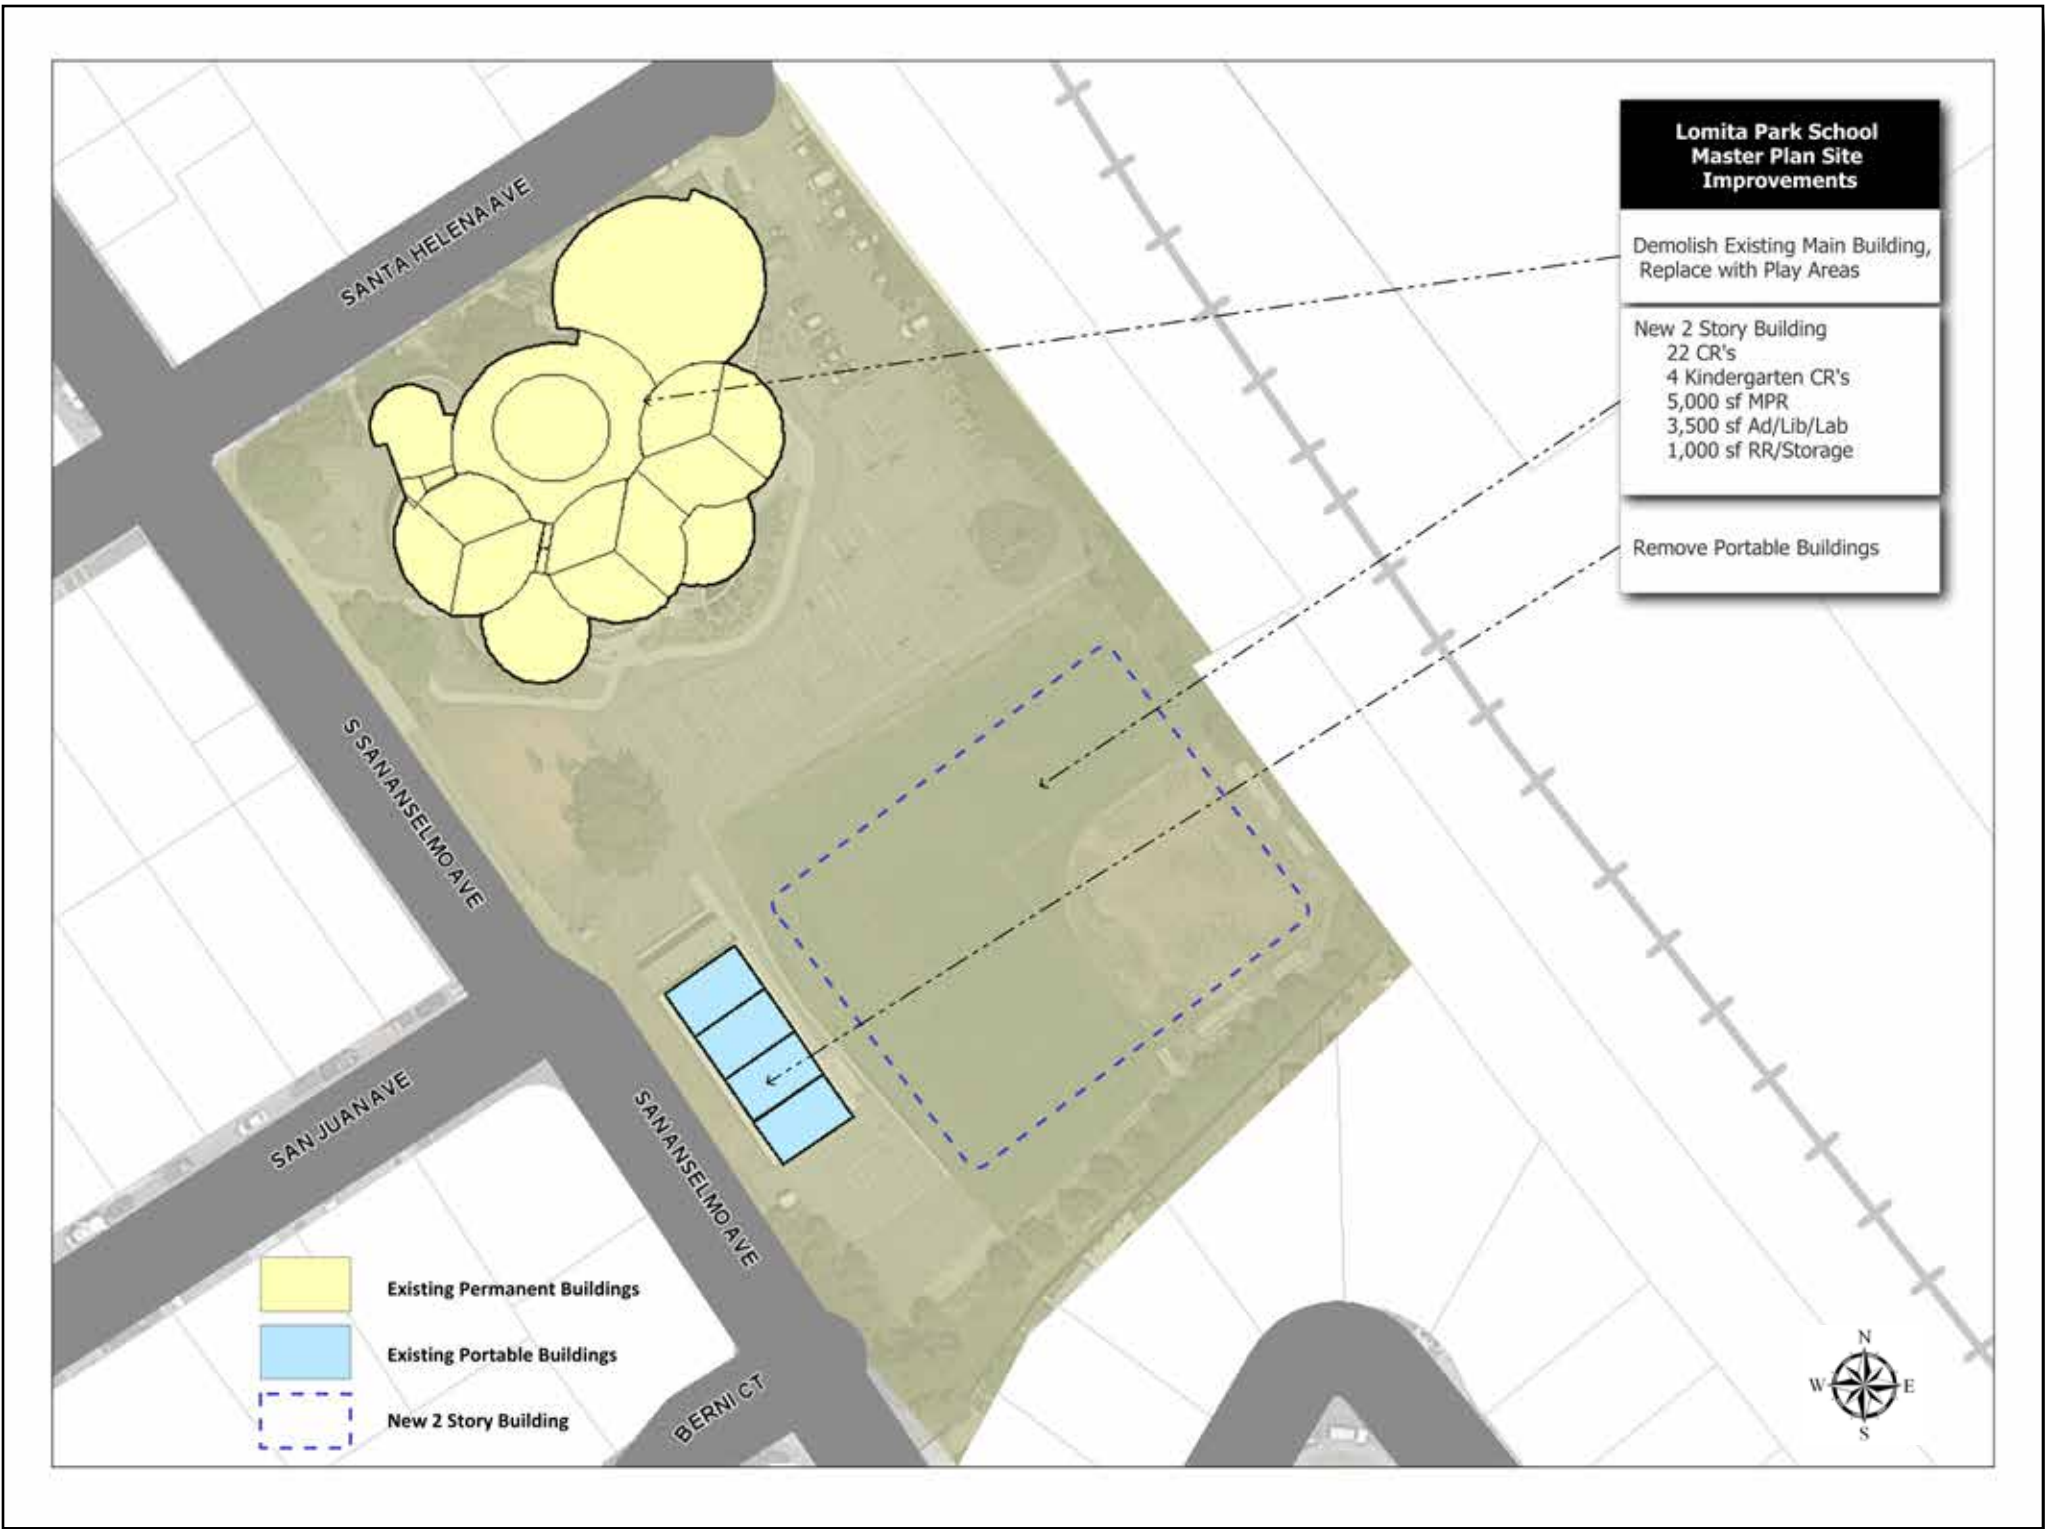 Lomita Park School
Master Plan Site
Improvements
Demolish Existing Main Building,
Replace with Play Areas
New 2 Story Building
22 CR's
4 Kindergarten CR's
5,000 sf MPR
3,500 sf Ad/Lib/Lab
1,000 sf RR/Storage
Remove Portable Buildings
SANTA HELENA AVE
S SAN ANSELMO AVE
SAN JUAN AVE
SAN ANSELMO AVE
BERNI CT
Existing Permanent Buildings
Existing Portable Buildings
New 2 Story Building
N
W E
S